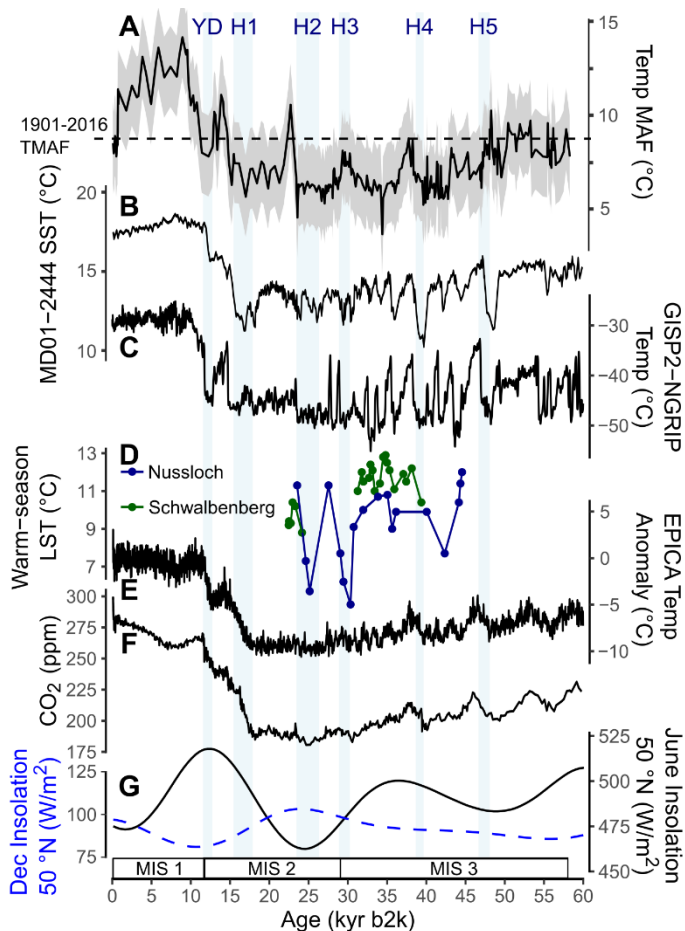 YD H1 H2 H3 H4 H5
A
15
10
5
Temp MAF
(°C)
1901-2016
TMAF
20
15
10
MD01−2444 SST (°C)
B
C
−30
−40
−50
GISP2−NGRIP
Temp (°C)
D
Nussloch
Schwalbenberg
13
11
9
7
Warm−season
LST (°C)
5
0
−5
−10
EPICA Temp
Anomaly (°C)
E
F
300
275
250
225
200
175
CO2 (ppm)
G
125
100
75
Dec Insolation
50 °N (W/m²)
525
500
475
450
June Insolation
50 °N (W/m²)
MIS 1 MIS 2 MIS 3
0 5 10 15 20 25 30 35 40 45 50 55 60
Age (kyr b2k)